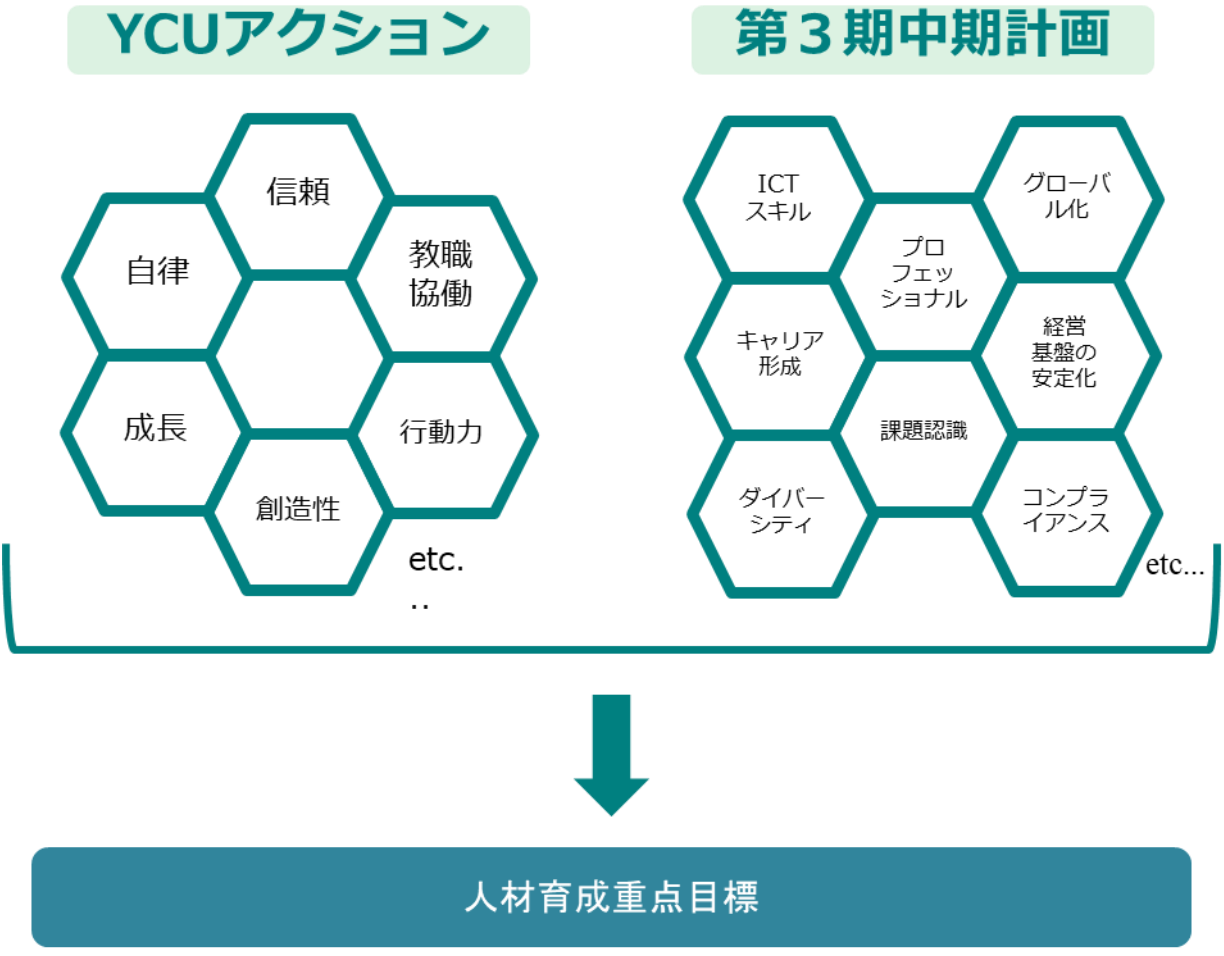 YCUアクション
信頼
自律
教職
協働
成長
行動力
創造性
etc.
..
第３期中期計画
ICT
スキル
グローバ
ル化
プロ
フェッ
ショナル
キャリア
形成
経営
基盤の
安定化
課題認識
ダイバー
シティ
コンプラ
イアンス
etc...
人材育成重点目標